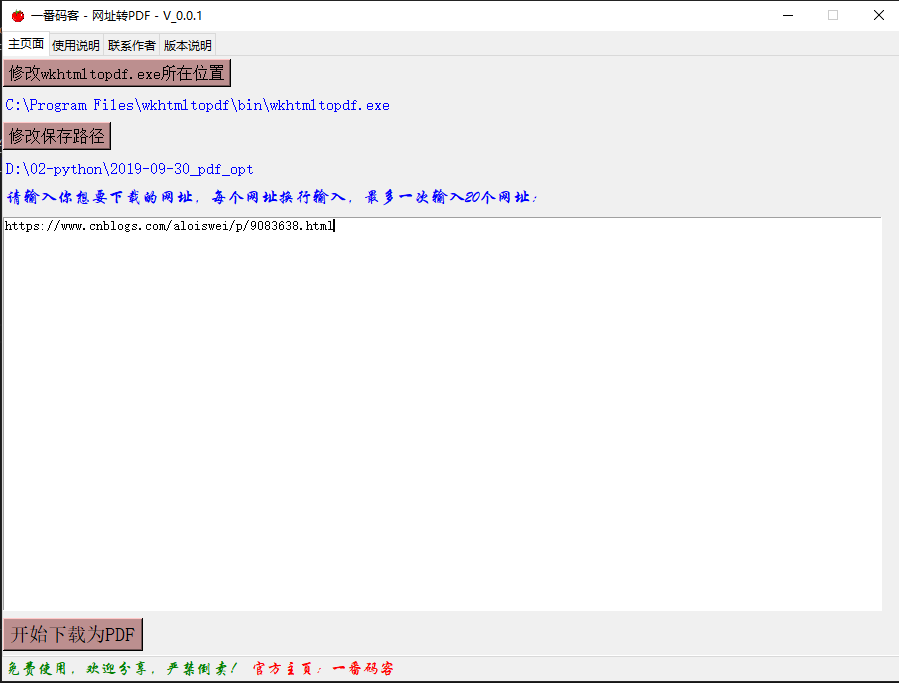 一番码客 - 网址转PDF - V_0.0.1
主页面 使用说明 联系作者 版本说明
修改wkhtmltopdf.exe所在位置
C:\Program Files\wkhtmltopdf\bin\wkhtmltopdf.exe
修改保存路径
D:\02-python\2019-09-30_pdf_opt
请输入你想要下载的网址，每个网址换行输入，最多一次输入20个网址：
https://www.cnblogs.com/aloiswei/p/9083638.html
开始下载为PDF
免费使用，欢迎分享，严禁倒卖！ 官方主页：一番码客